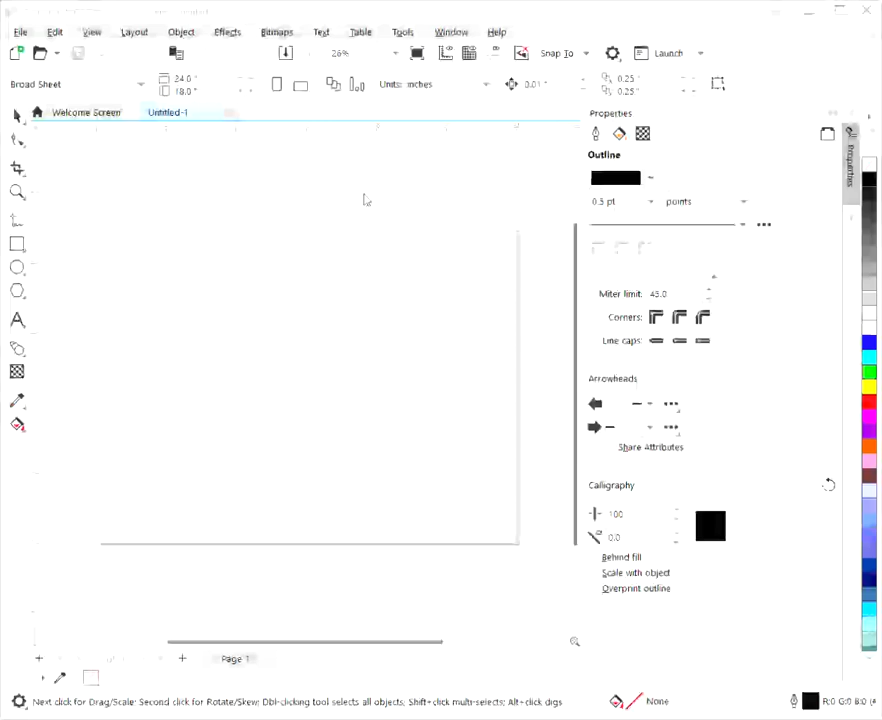 File Edit View Layout Object Effects Bitmaps Text Table Tools Window Help
26% Snap To Launch
Broad Sheet 24.0 " 18.0 " Units: inches 0.01 " 0.25 " 0.25 "
Welcome Screen Untitled-1
Properties
Properties
Outline
0.5 pt points
Miter limit: 45.0
Corners:
Line caps:
Arrowheads
Share Attributes
Calligraphy
100
0.0
Behind fill
Scale with object
Overprint outline
Page 1
Next click for Drag/Scale; Second click for Rotate/Skew; Dbl-clicking tool selects all objects; Shift+click multi-selects; Alt+click digs None R:0 G:0 B:0 (#